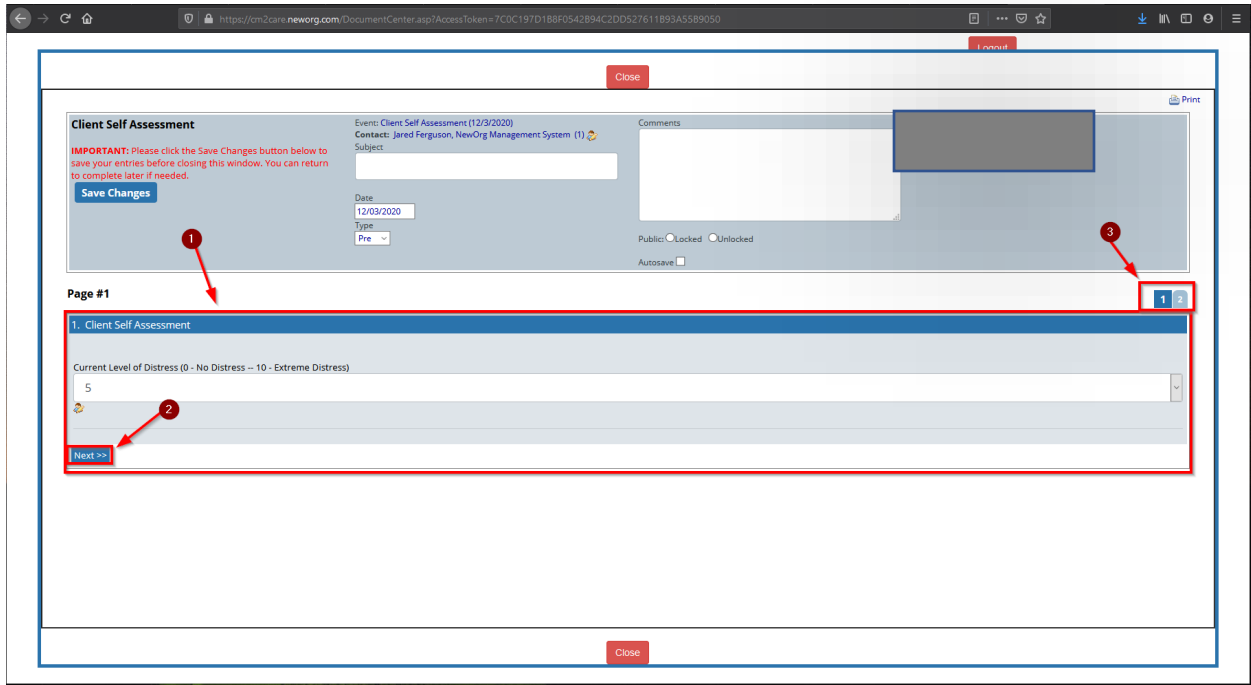 https://cm2care.neworg.com/DocumentCenter.asp?AccessToken=7C0C197D1B8F0542B94C2DD527611B93A55B9050
Logout
Close
Print
Client Self Assessment
IMPORTANT: Please click the Save Changes button below to
save your entries before closing this window. You can return
to complete later if needed.
Save Changes
Event: Client Self Assessment (12/3/2020)
Contact: Jared Ferguson, NewOrg Management System (1)
Subject
Date
12/03/2020
Type
Pre
Comments
Public: Locked Unlocked
Autosave
1
3
Page #1
1 2
1. Client Self Assessment
Current Level of Distress (0 - No Distress -- 10 - Extreme Distress)
5
2
Next >>
Close